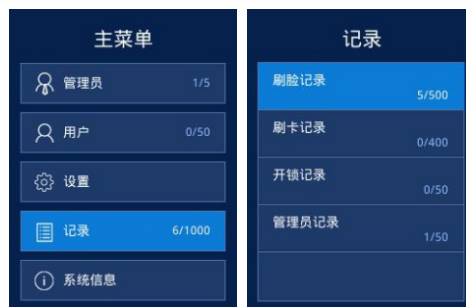 主菜单
管理员 1/5
用户 0/50
设置
记录 6/1000
系统信息
记录
刷脸记录
5/500
刷卡记录
0/400
开锁记录
0/50
管理员记录
1/50